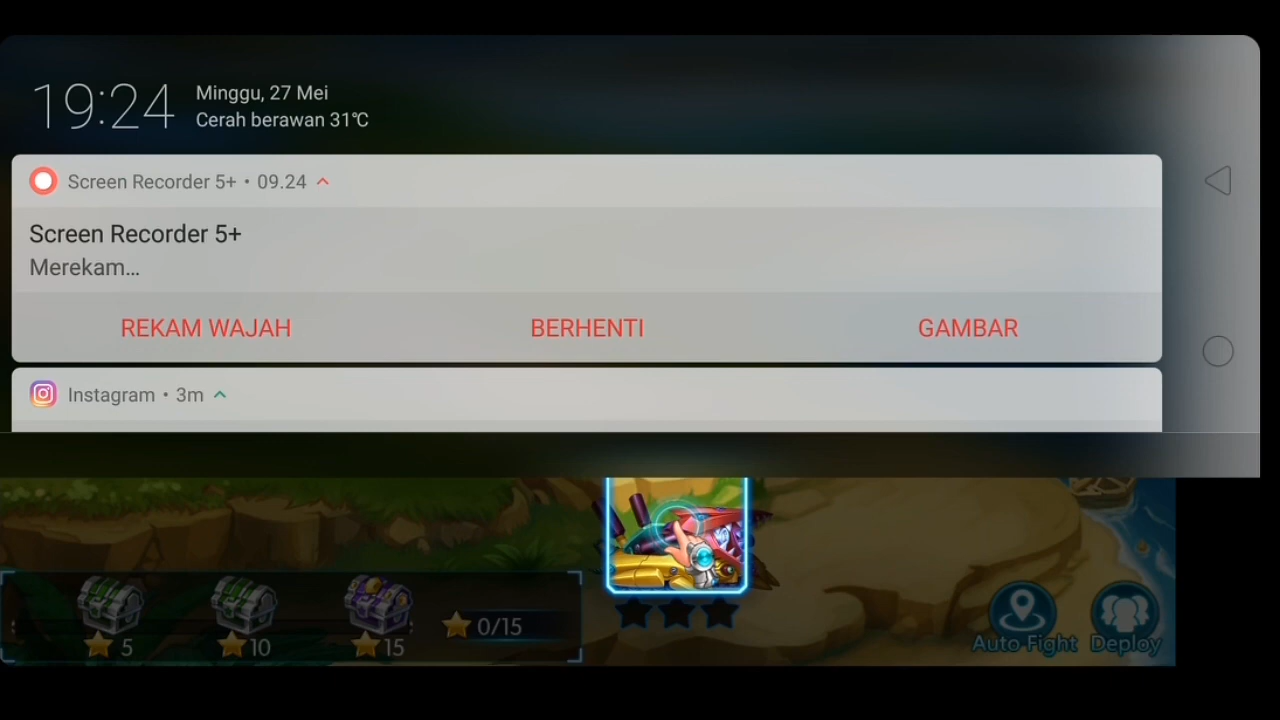 19:24
Minggu, 27 Mei
Cerah berawan 31°C
Screen Recorder 5+ • 09.24
Screen Recorder 5+
Merekam...
REKAM WAJAH BERHENTI GAMBAR
Instagram • 3m
5 10 15 0/15
Auto Fight Deploy